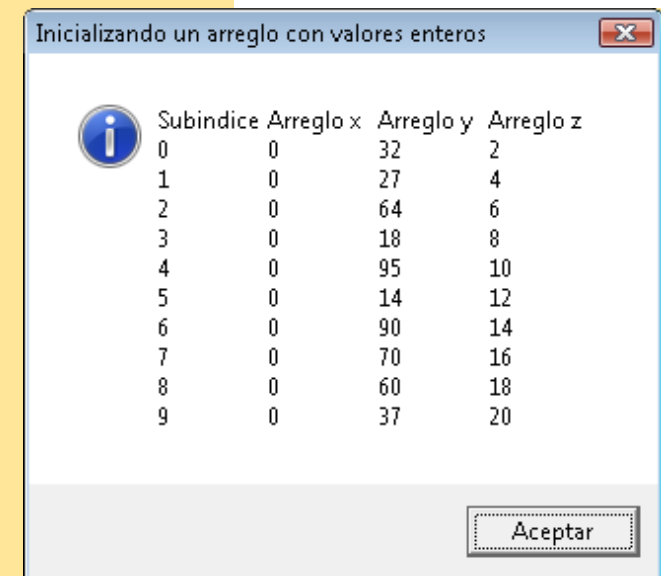 Inicializando un arreglo con valores enteros
Subindice Arreglo x Arreglo y Arreglo z
0 0 32 2
1 0 27 4
2 0 64 6
3 0 18 8
4 0 95 10
5 0 14 12
6 0 90 14
7 0 70 16
8 0 60 18
9 0 37 20
Aceptar